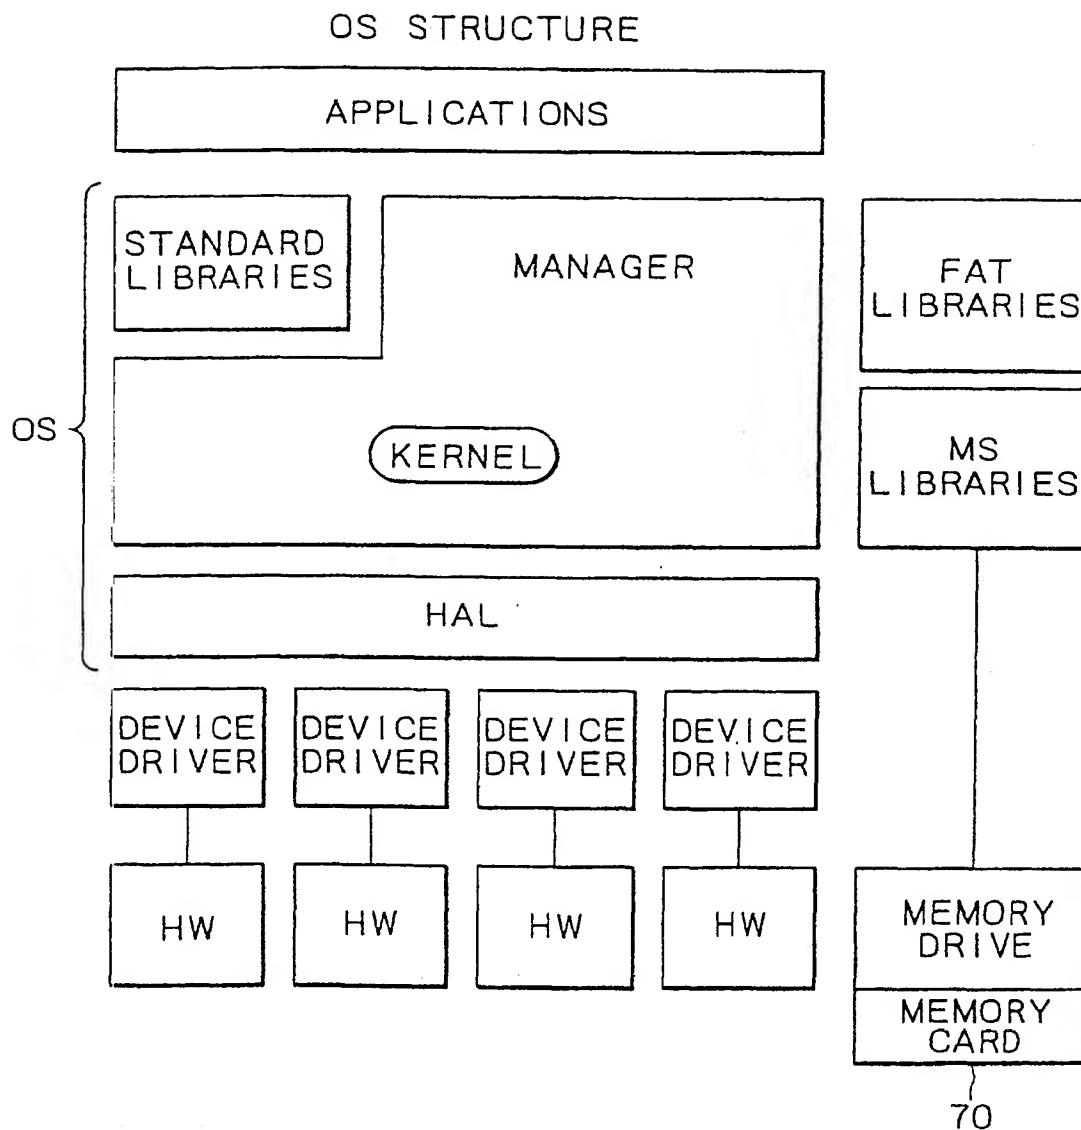 OS STRUCTURE
APPLICATIONS
STANDARD
LIBRARIES
MANAGER
FAT
LIBRARIES
OS
KERNEL
MS
LIBRARIES
HAL
DEVICE
DRIVER
DEVICE
DRIVER
DEVICE
DRIVER
DEVICE
DRIVER
HW
HW
HW
HW
MEMORY
DRIVE
MEMORY
CARD
70